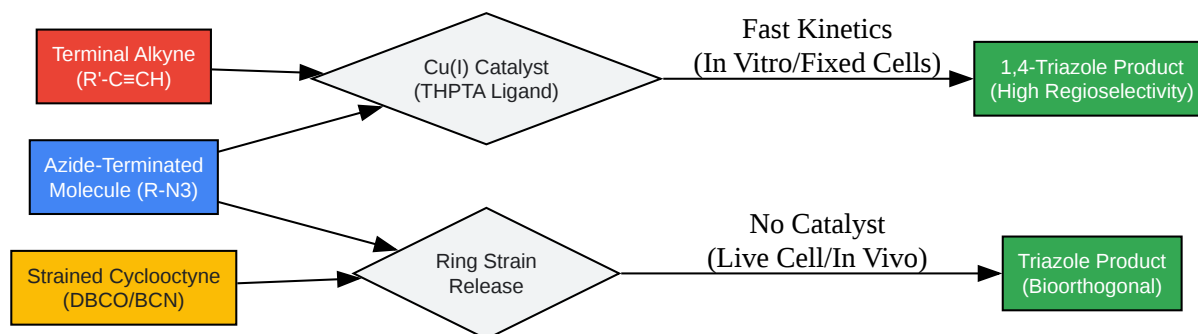 Terminal Alkyne
(R'-C≡CH)
Azide-Terminated
Molecule (R-N3)
Strained Cyclooctyne
(DBCO/BCN)
Cu(I) Catalyst
(THPTA Ligand)
Ring Strain
Release
Fast Kinetics
(In Vitro/Fixed Cells)
No Catalyst
(Live Cell/In Vivo)
1,4-Triazole Product
(High Regioselectivity)
Triazole Product
(Bioorthogonal)